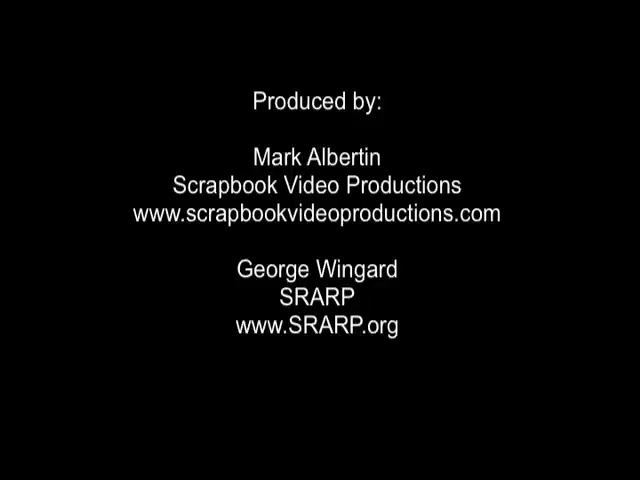 Produced by:
Mark Albertin
Scrapbook Video Productions
www.scrapbookvideoproductions.com
George Wingard
SRARP
www.SRARP.org